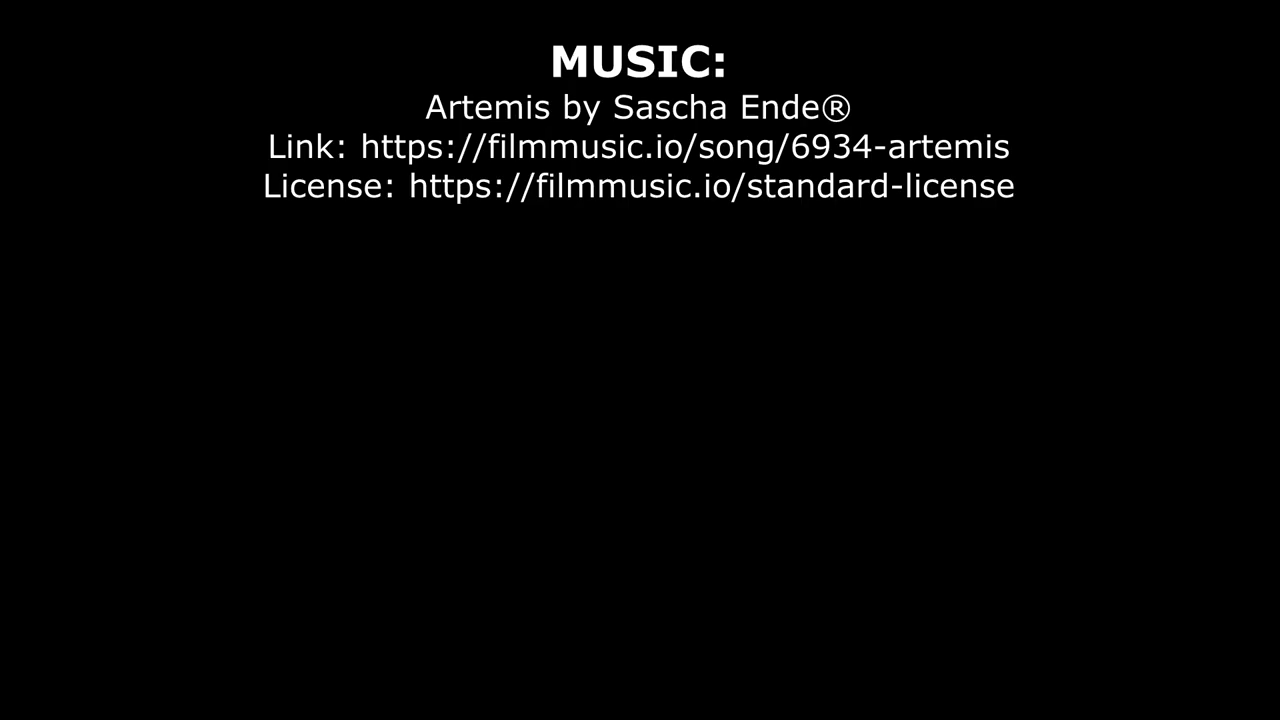 MUSIC:
Artemis by Sascha Ende®
Link: https://filmmusic.io/song/6934-artemis
License: https://filmmusic.io/standard-license